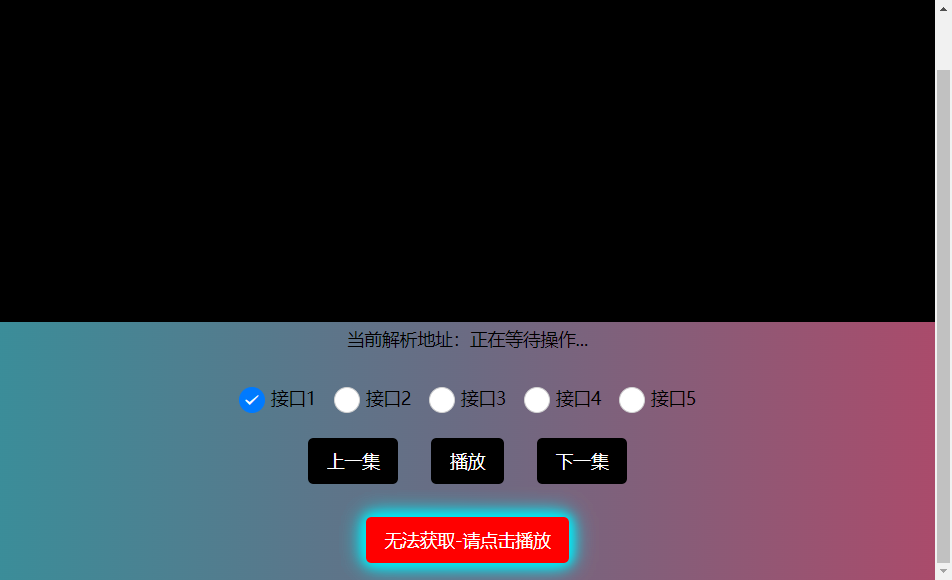 当前解析地址：正在等待操作...
接口1 接口2 接口3 接口4 接口5
上一集 播放 下一集
无法获取-请点击播放